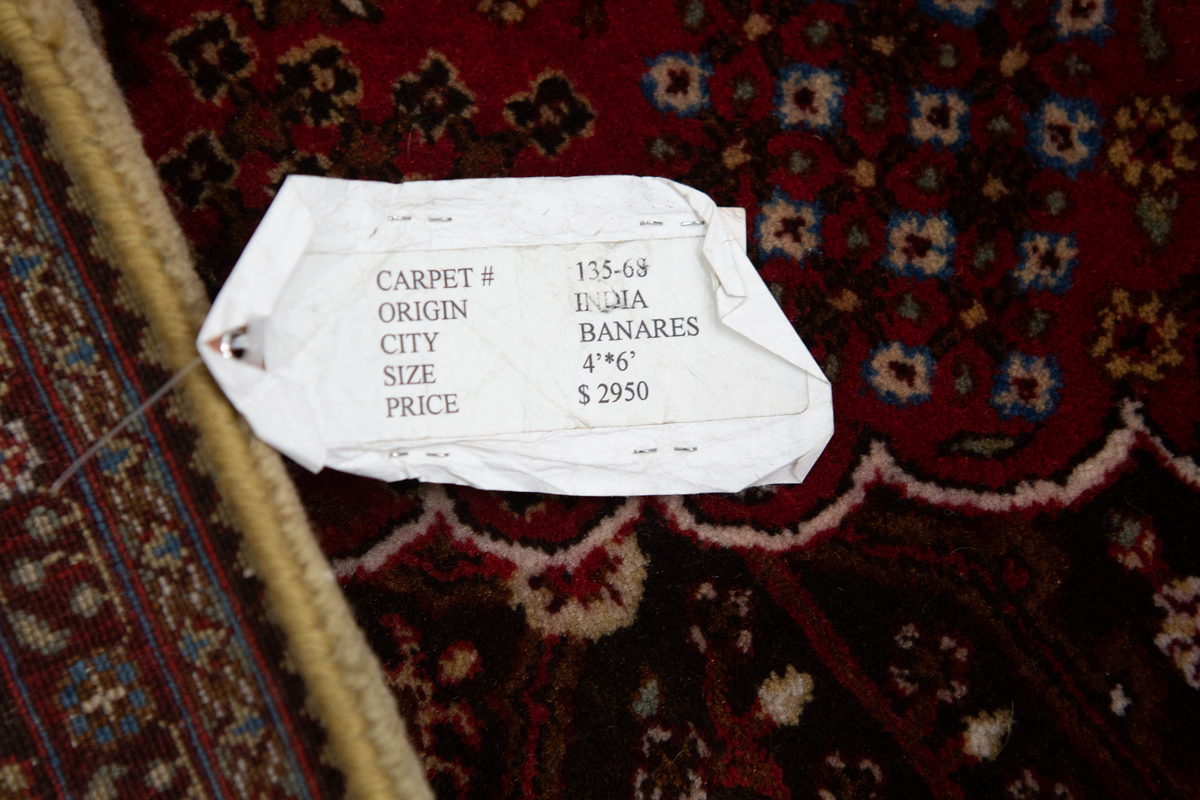 CARPET # 135-68
ORIGIN INDIA
CITY BANARES
SIZE 4'*6'
PRICE $ 2950